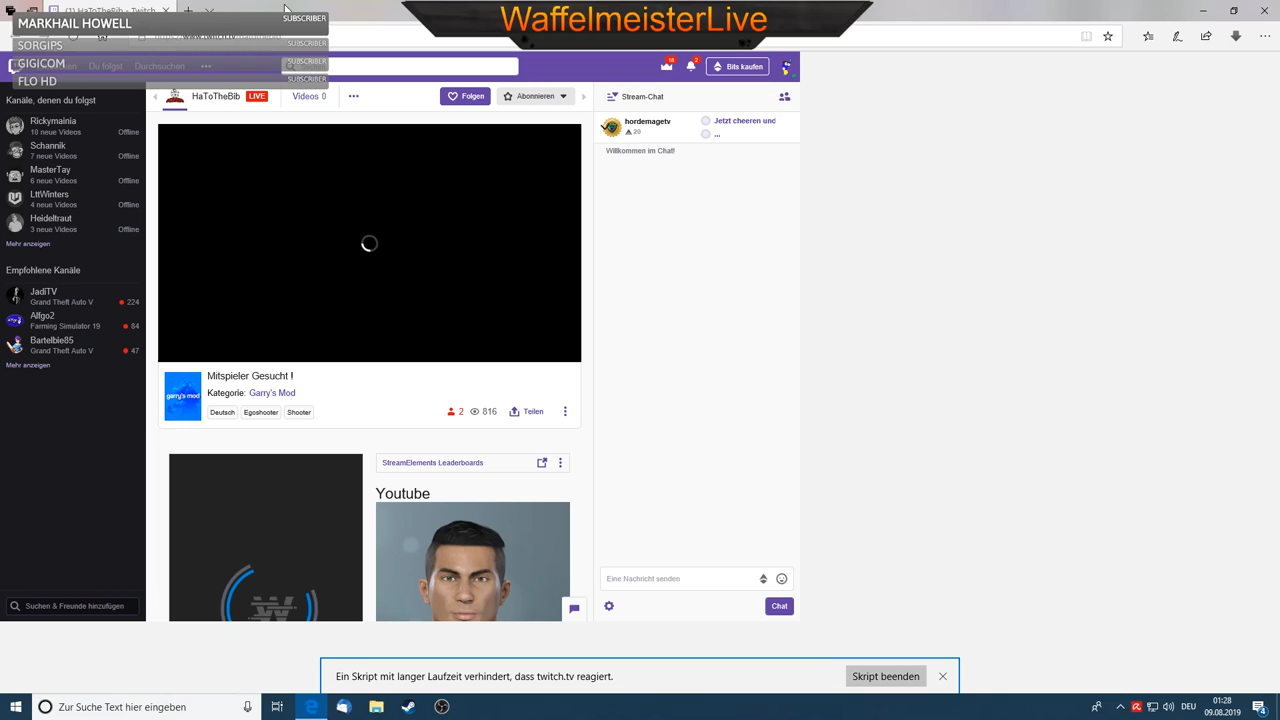 WaffelmeisterLive
MARKHAIL HOWELL
SUBSCRIBER
SORGIPS
SUBSCRIBER
GIGICOM
SUBSCRIBER
FLO HD
SUBSCRIBER
Du folgst
Durchsuchen
10
2
Bits kaufen
Kanäle, denen du folgst
Rickymainia
10 neue Videos Offline
Schannik
7 neue Videos Offline
MasterTay
6 neue Videos Offline
LttWinters
4 neue Videos Offline
Heideltraut
3 neue Videos Offline
Mehr anzeigen
Empfohlene Kanäle
JadiTV
Grand Theft Auto V 224
Alfgo2
Farming Simulator 19 84
Bartelbie85
Grand Theft Auto V 47
Mehr anzeigen
Suchen & Freunde hinzufügen
HaToTheBib LIVE Videos 0 ...
Folgen
Abonnieren
garry's mod
Mitspieler Gesucht !
Kategorie: Garry's Mod
Deutsch Egoshooter Shooter
2 816 Teilen
StreamElements Leaderboards
Youtube
Stream-Chat
hordemagetv
20
Jetzt cheeren und
...
Willkommen im Chat!
Eine Nachricht senden
Chat
Ein Skript mit langer Laufzeit verhindert, dass twitch.tv reagiert.
Skript beenden
Zur Suche Text hier eingeben
DEU
01:28
09.08.2019
4